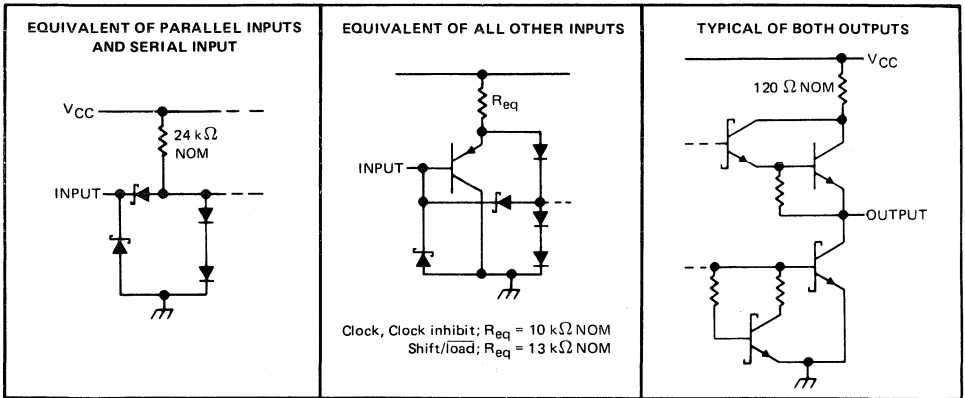 EQUIVALENT OF PARALLEL INPUTS
AND SERIAL INPUT
VCC
24 kΩ
NOM
INPUT
EQUIVALENT OF ALL OTHER INPUTS
Req
INPUT
Clock, Clock inhibit; Req = 10 kΩ NOM
Shift/load; Req = 13 kΩ NOM
TYPICAL OF BOTH OUTPUTS
VCC
120 Ω NOM
OUTPUT